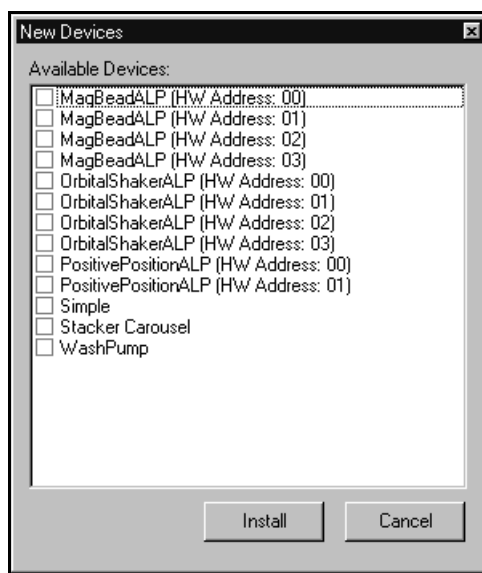 New Devices
Available Devices:
MagBeadALP (HW Address: 00)
MagBeadALP (HW Address: 01)
MagBeadALP (HW Address: 02)
MagBeadALP (HW Address: 03)
OrbitalShakerALP (HW Address: 00)
OrbitalShakerALP (HW Address: 01)
OrbitalShakerALP (HW Address: 02)
OrbitalShakerALP (HW Address: 03)
PositivePositionALP (HW Address: 00)
PositivePositionALP (HW Address: 01)
Simple
Stacker Carousel
WashPump
Install Cancel